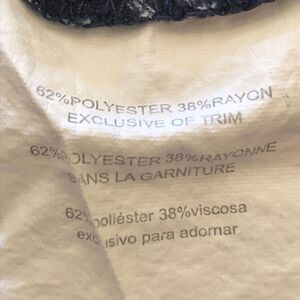 62%POLYESTER 38%RAYON
EXCLUSIVE OF TRIM
62%POLYESTER 38%RAYONNE
SANS LA GARNITURE
62% poliéster 38%viscosa
exclusivo para adornar